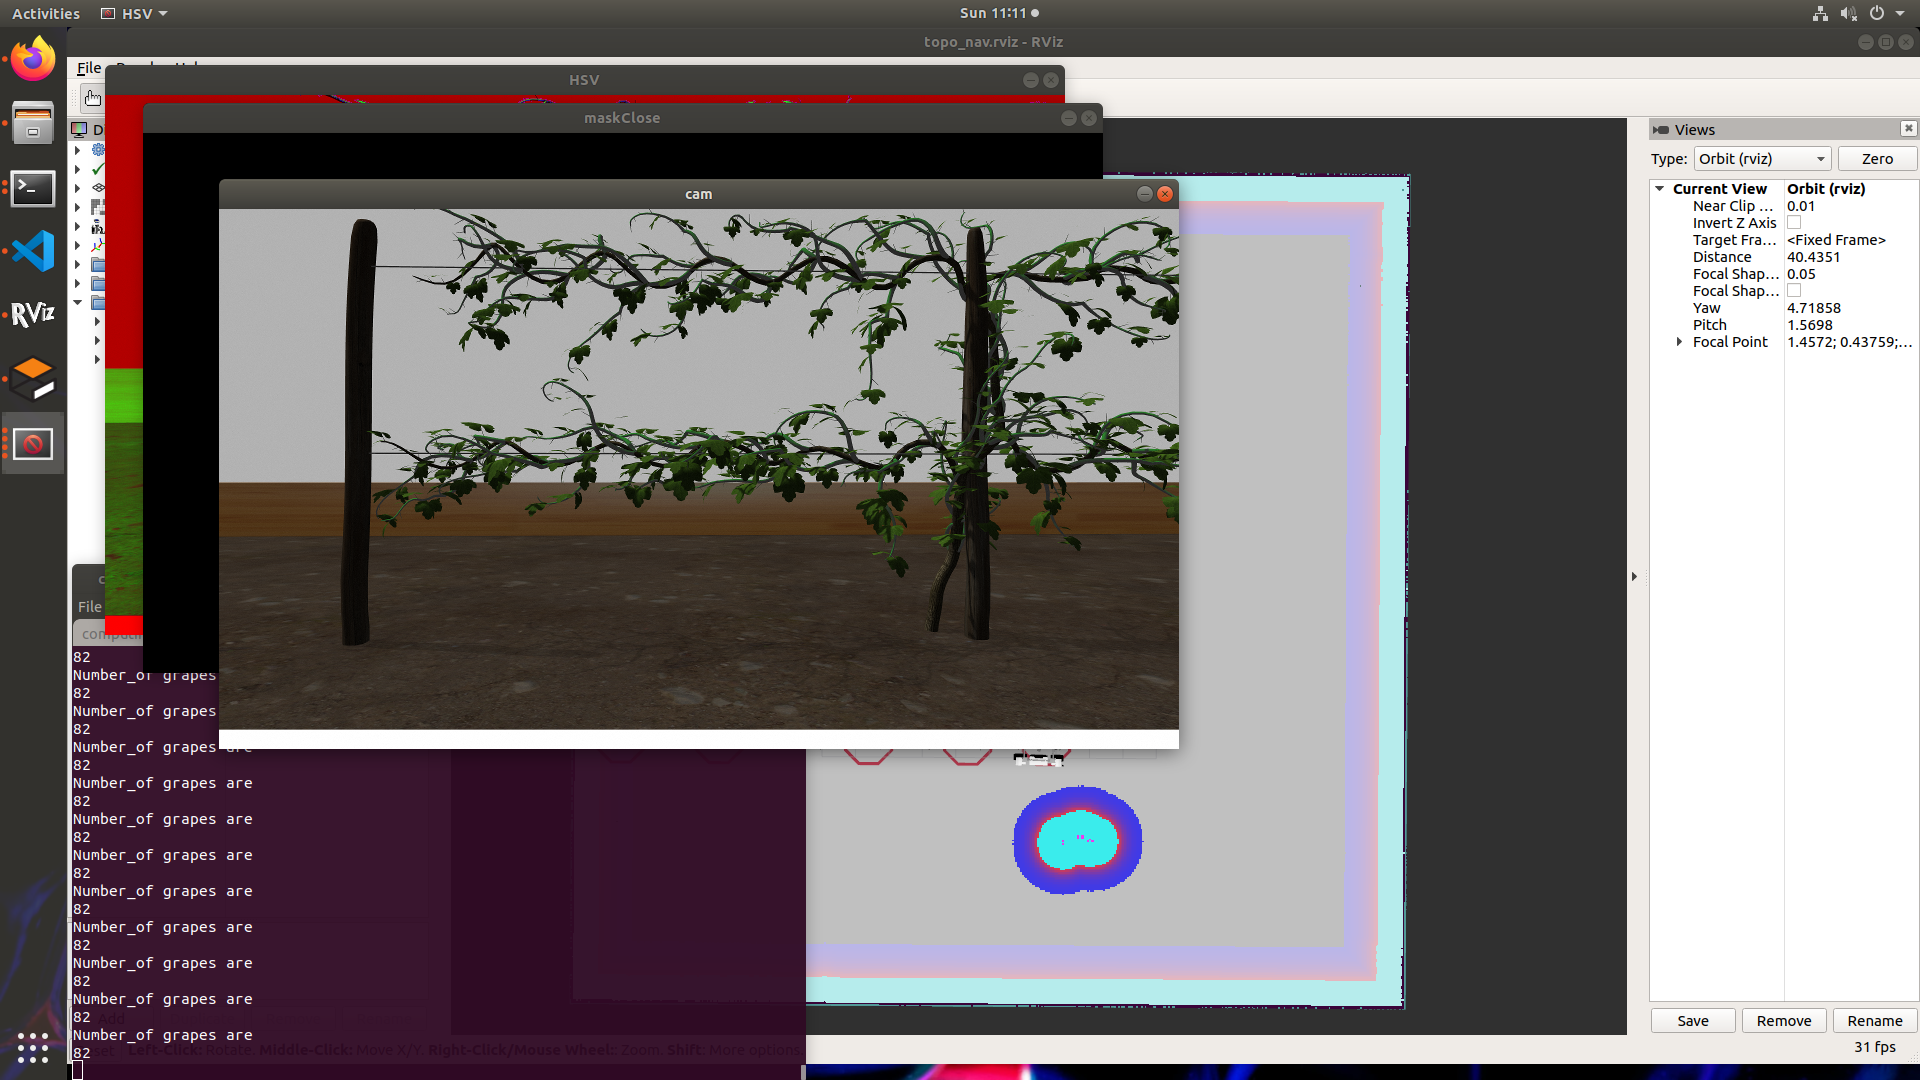 Activities
HSV
Sun 11:11
topo_nav.rviz - RViz
File
HSV
maskClose
cam
RViz
File
82
Number_of grapes
82
Number_of grapes
82
Number_of grapes are
82
Number_of grapes are
82
Number_of grapes are
82
Number_of grapes are
82
Number_of grapes are
82
Number_of grapes are
82
Number_of grapes are
82
Number_of grapes are
82
Number_of grapes are
82
Left-Click: Rotate. Middle-Click: Move X/Y. Right-Click/Mouse Wheel:: Zoom. Shift: More options.
Views
Type: Orbit (rviz) Zero
Current View Orbit (rviz)
Near Clip ... 0.01
Invert Z Axis
Target Fra... <Fixed Frame>
Distance 40.4351
Focal Shap... 0.05
Focal Shap...
Yaw 4.71858
Pitch 1.5698
Focal Point 1.4572; 0.43759;...
Save Remove Rename
31 fps